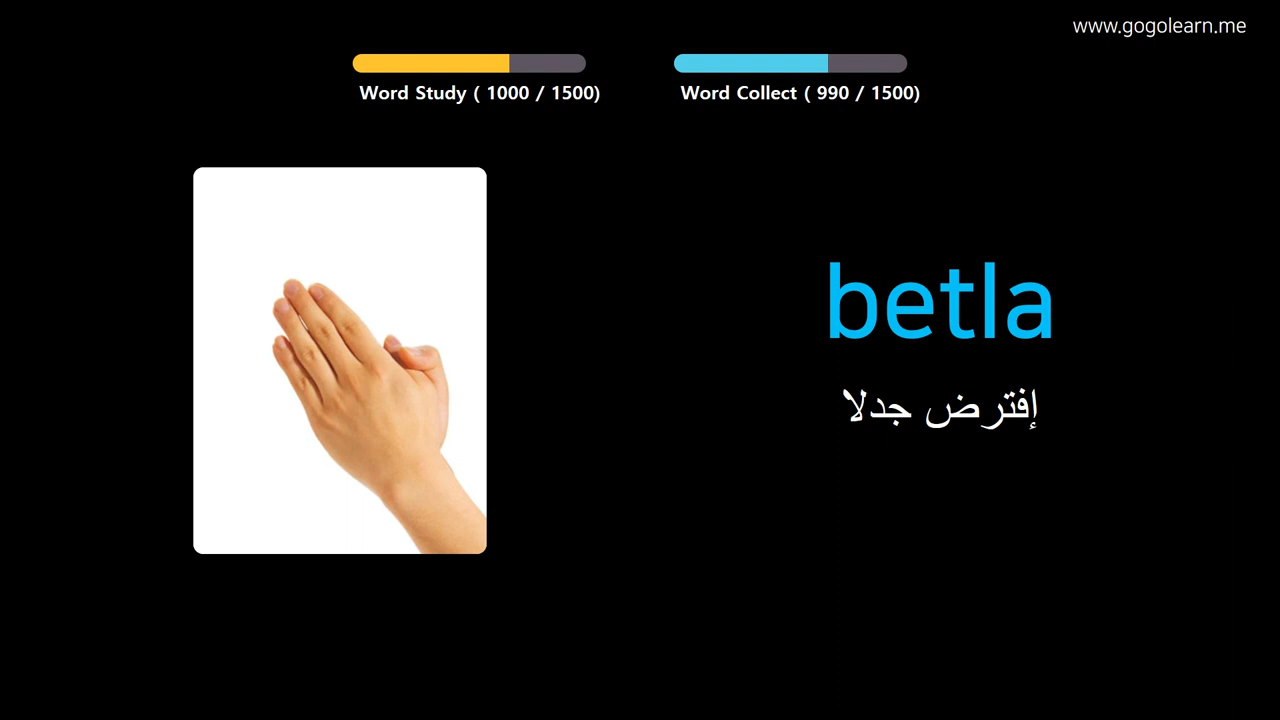 www.gogolearn.me
Word Study ( 1000 / 1500)
Word Collect ( 990 / 1500)
betla
إفترض جدلا